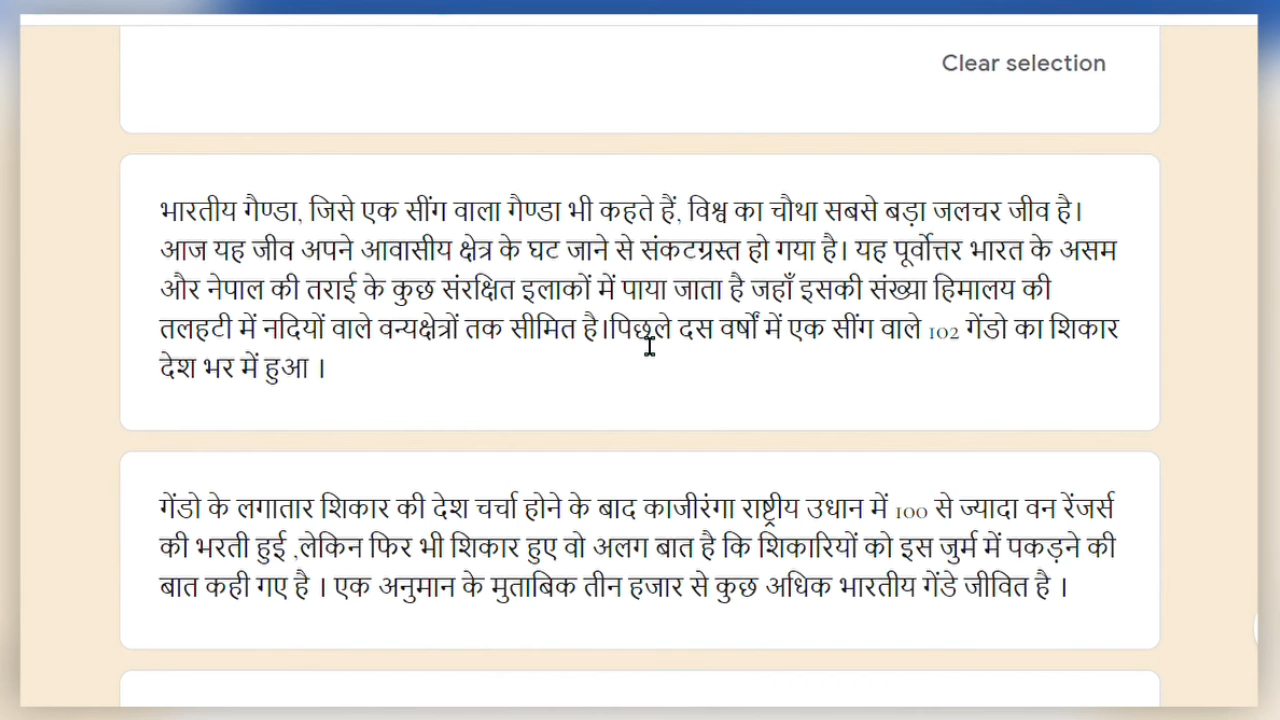 Clear selection
भारतीय गैण्डा, जिसे एक सींग वाला गैण्डा भी कहते हैं, विश्व का चौथा सबसे बड़ा जलचर जीव है।
आज यह जीव अपने आवासीय क्षेत्र के घट जाने से संकटग्रस्त हो गया है। यह पूर्वोत्तर भारत के असम
और नेपाल की तराई के कुछ संरक्षित इलाकों में पाया जाता है जहाँ इसकी संख्या हिमालय की
तलहटी में नदियों वाले वन्यक्षेत्रों तक सीमित है।पिछले दस वर्षों में एक सींग वाले 102 गेंडो का शिकार
देश भर में हुआ ।
गेंडो के लगातार शिकार की देश चर्चा होने के बाद काजीरंगा राष्ट्रीय उधान में 100 से ज्यादा वन रेंजर्स
की भरती हुई ,लेकिन फिर भी शिकार हुए वो अलग बात है कि शिकारियों को इस जुर्म में पकड़ने की
बात कही गए है । एक अनुमान के मुताबिक तीन हजार से कुछ अधिक भारतीय गेंडे जीवित है ।